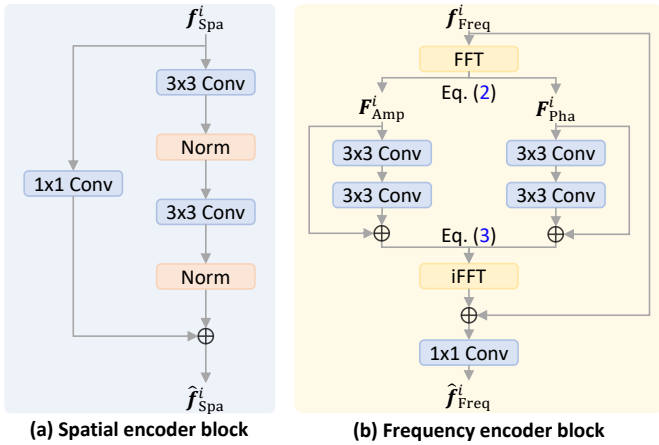 f^i_Spa
3x3 Conv
Norm
1x1 Conv
3x3 Conv
Norm
f̂^i_Spa
(a) Spatial encoder block
f^i_Freq
FFT
Eq. (2)
F^i_Amp
F^i_Pha
3x3 Conv
3x3 Conv
3x3 Conv
3x3 Conv
Eq. (3)
iFFT
1x1 Conv
f̂^i_Freq
(b) Frequency encoder block